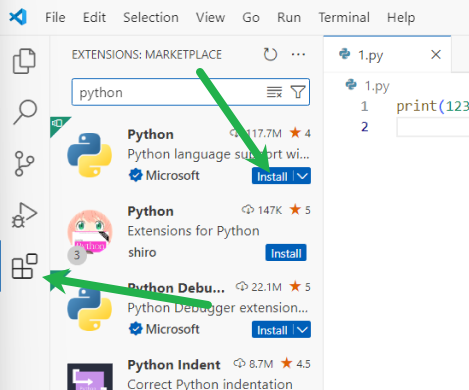 File Edit Selection View Go Run Terminal Help
EXTENSIONS: MARKETPLACE
1.py
python
1.py
1 print(123
2
Python 117.7M 4
Python language support wi...
Microsoft Install
Python 147K 5
Extensions for Python
shiro Install
Python
3
Python Debu... 22.1M 5
Python Debugger extension...
Microsoft Install
Python Indent 8.7M 4.5
Correct Python indentation